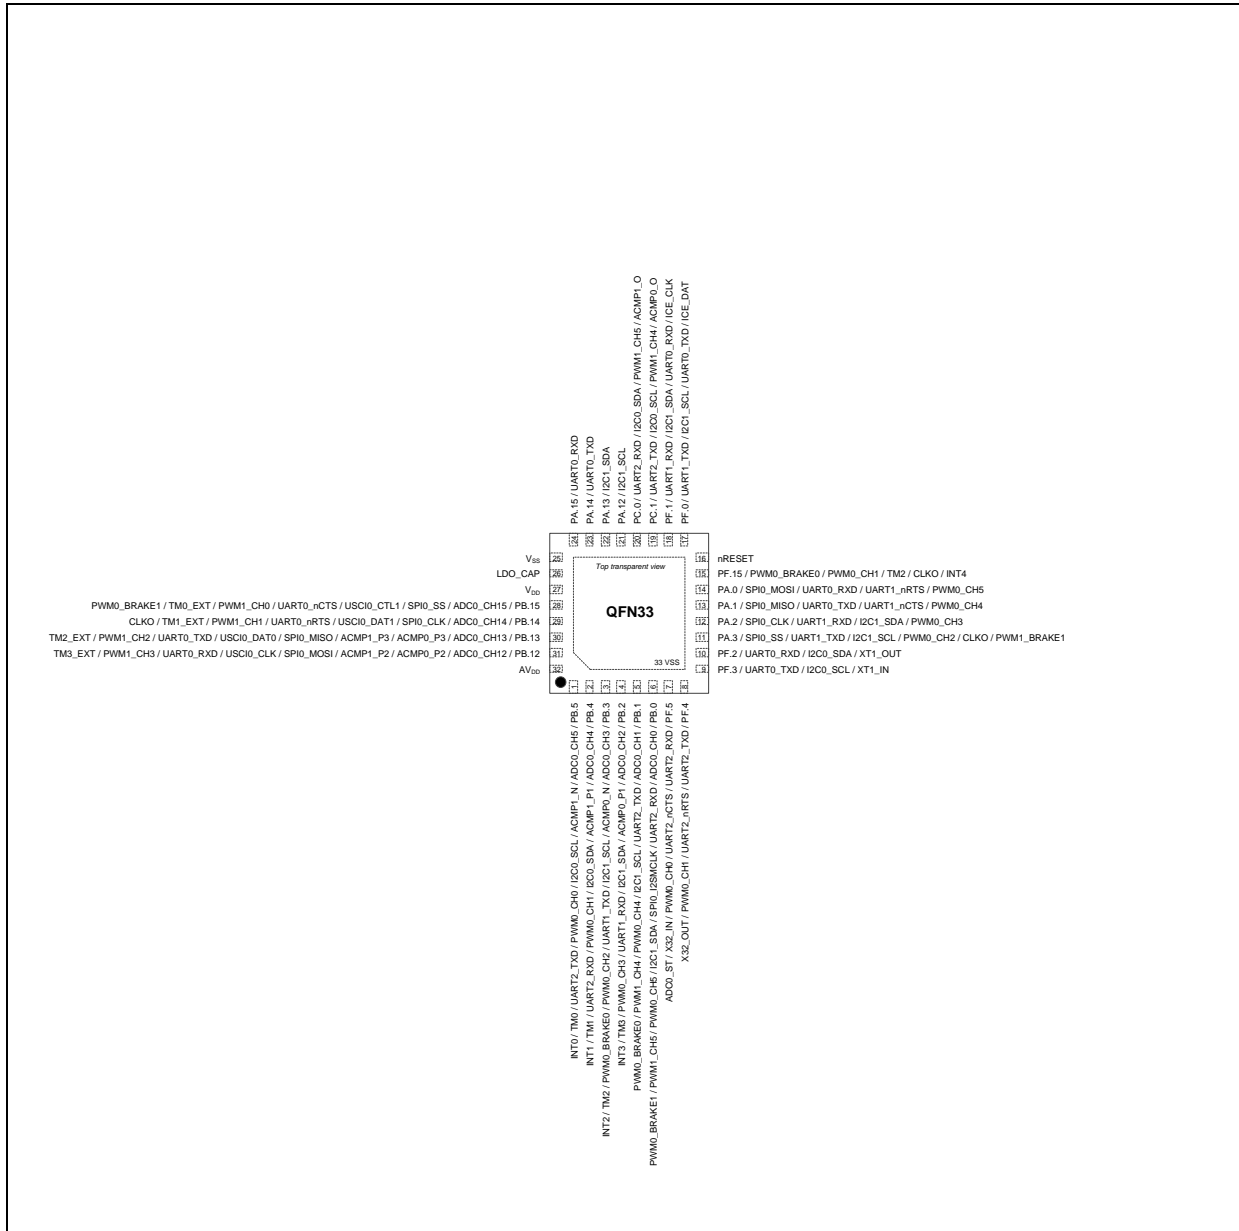 PA.15 / UART0_RXD
PA.14 / UART0_TXD
PA.13 / I2C1_SDA
PA.12 / I2C1_SCL
PC.0 / UART2_RXD / I2C0_SDA / PWM1_CH5 / ACMP1_O
PC.1 / UART2_TXD / I2C0_SCL / PWM1_CH4 / ACMP0_O
PF.1 / UART1_RXD / I2C1_SDA / UART0_RXD / ICE_CLK
PF.0 / UART1_TXD / I2C1_SCL / UART0_TXD / ICE_DAT
24 23 22 21 20 19 18 17
VSS 25
LDO_CAP 26
VDD 27
PWM0_BRAKE1 / TM0_EXT / PWM1_CH0 / UART0_nCTS / USCI0_CTL1 / SPI0_SS / ADC0_CH15 / PB.15 28
CLKO / TM1_EXT / PWM1_CH1 / UART0_nRTS / USCI0_DAT1 / SPI0_CLK / ADC0_CH14 / PB.14 29
TM2_EXT / PWM1_CH2 / UART0_TXD / USCI0_DAT0 / SPI0_MISO / ACMP1_P3 / ACMP0_P3 / ADC0_CH13 / PB.13 30
TM3_EXT / PWM1_CH3 / UART0_RXD / USCI0_CLK / SPI0_MOSI / ACMP1_P2 / ACMP0_P2 / ADC0_CH12 / PB.12 31
AVDD 32
Top transparent view
QFN33
33 VSS
16 nRESET
15 PF.15 / PWM0_BRAKE0 / PWM0_CH1 / TM2 / CLKO / INT4
14 PA.0 / SPI0_MOSI / UART0_RXD / UART1_nRTS / PWM0_CH5
13 PA.1 / SPI0_MISO / UART0_TXD / UART1_nCTS / PWM0_CH4
12 PA.2 / SPI0_CLK / UART1_RXD / I2C1_SDA / PWM0_CH3
11 PA.3 / SPI0_SS / UART1_TXD / I2C1_SCL / PWM0_CH2 / CLKO / PWM1_BRAKE1
10 PF.2 / UART0_RXD / I2C0_SDA / XT1_OUT
9 PF.3 / UART0_TXD / I2C0_SCL / XT1_IN
1 2 3 4 5 6 7 8
INT0 / TM0 / UART2_TXD / PWM0_CH0 / I2C0_SCL / ACMP1_N / ADC0_CH5 / PB.5
INT1 / TM1 / UART2_RXD / PWM0_CH1 / I2C0_SDA / ACMP1_P1 / ADC0_CH4 / PB.4
INT2 / TM2 / PWM0_BRAKE0 / PWM0_CH2 / UART1_TXD / I2C1_SCL / ACMP0_N / ADC0_CH3 / PB.3
INT3 / TM3 / PWM0_CH3 / UART1_RXD / I2C1_SDA / ACMP0_P1 / ADC0_CH2 / PB.2
PWM0_BRAKE0 / PWM1_CH4 / PWM0_CH4 / I2C1_SCL / UART2_TXD / ADC0_CH1 / PB.1
PWM0_BRAKE1 / PWM1_CH5 / PWM0_CH5 / I2C1_SDA / SPI0_I2SMCLK / UART2_RXD / ADC0_CH0 / PB.0
ADC0_ST / X32_IN / PWM0_CH0 / UART2_nCTS / UART2_RXD / PF.5
X32_OUT / PWM0_CH1 / UART2_nRTS / UART2_TXD / PF.4